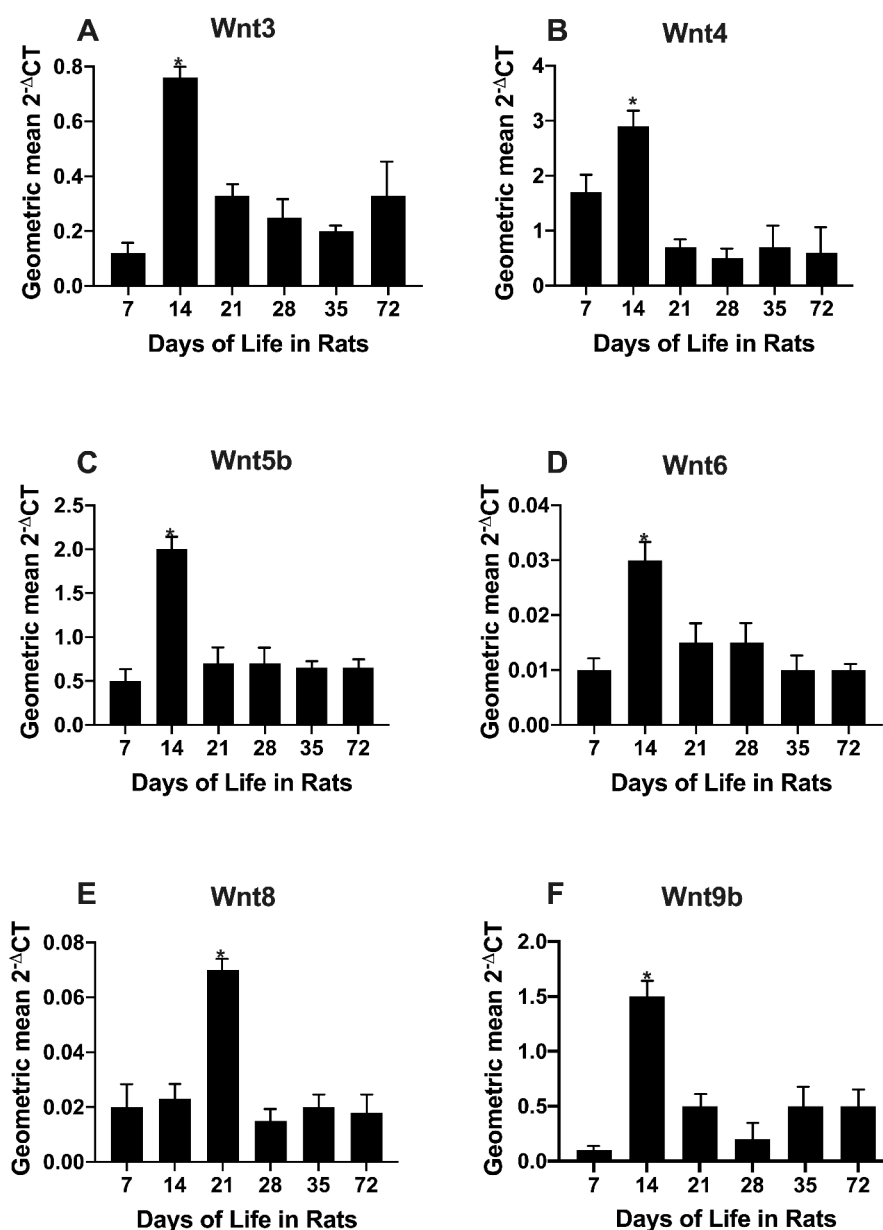 A
Wnt3
Geometric mean 2-ΔCT
0.8
0.6
0.4
0.2
0.0
*
7 14 21 28 35 72
Days of Life in Rats
B
Wnt4
Geometric mean 2-ΔCT
4
3
2
1
0
*
7 14 21 28 35 72
Days of Life in Rats
C
Wnt5b
Geometric mean 2-ΔCT
2.5
2.0
1.5
1.0
0.5
0.0
*
7 14 21 28 35 72
Days of Life in Rats
D
Wnt6
Geometric mean 2-ΔCT
0.04
0.03
0.02
0.01
0.00
*
7 14 21 28 35 72
Days of Life in Rats
E
Wnt8
Geometric mean 2-ΔCT
0.08
0.06
0.04
0.02
0.00
*
7 14 21 28 35 72
Days of Life in Rats
F
Wnt9b
Geometric mean 2-ΔCT
2.0
1.5
1.0
0.5
0.0
*
7 14 21 28 35 72
Days of Life in Rats